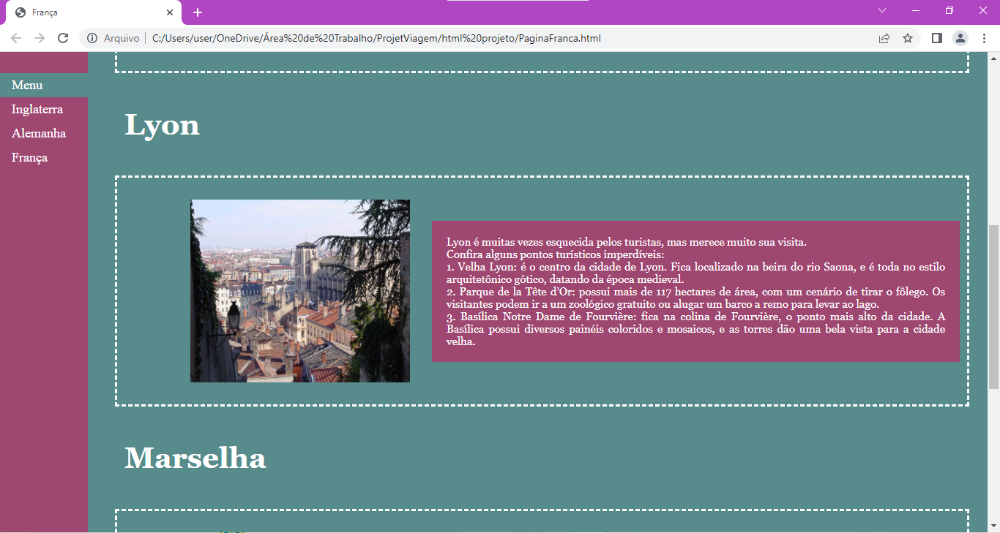 França
Arquivo
C:/Users/user/OneDrive/Área%20de%20Trabalho/ProjetViagem/html%20projeto/PaginaFranca.html
Menu
Inglaterra
Alemanha
França
Lyon
Lyon é muitas vezes esquecida pelos turistas, mas merece muito sua visita.
Confira alguns pontos turísticos imperdíveis:
1. Velha Lyon: é o centro da cidade de Lyon. Fica localizado na beira do rio Saona, e é toda no estilo
arquitetônico gótico, datando da época medieval.
2. Parque de la Tête d’Or: possui mais de 117 hectares de área, com um cenário de tirar o fôlego. Os
visitantes podem ir a um zoológico gratuito ou alugar um barco a remo para levar ao lago.
3. Basílica Notre Dame de Fourvière: fica na colina de Fourvière, o ponto mais alto da cidade. A
Basílica possui diversos painéis coloridos e mosaicos, e as torres dão uma bela vista para a cidade
velha.
Marselha